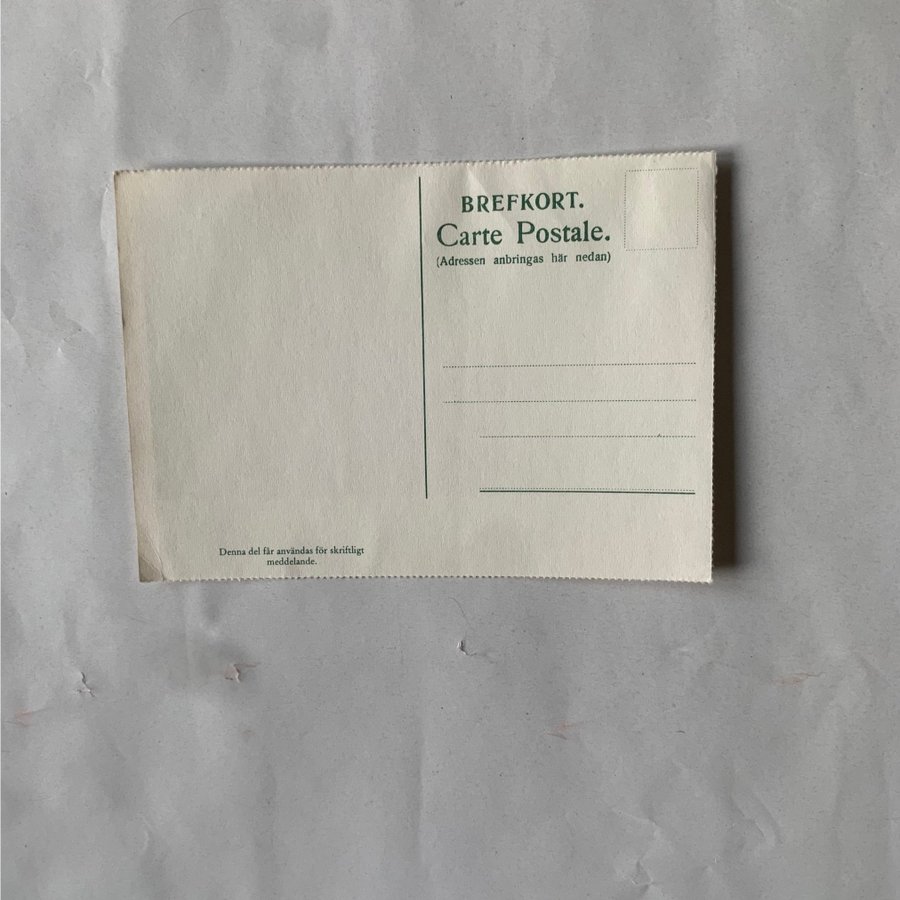 BREFKORT.
Carte Postale.
(Adressen anbringas här nedan)
Denna del får användas för skriftligt
meddelande.